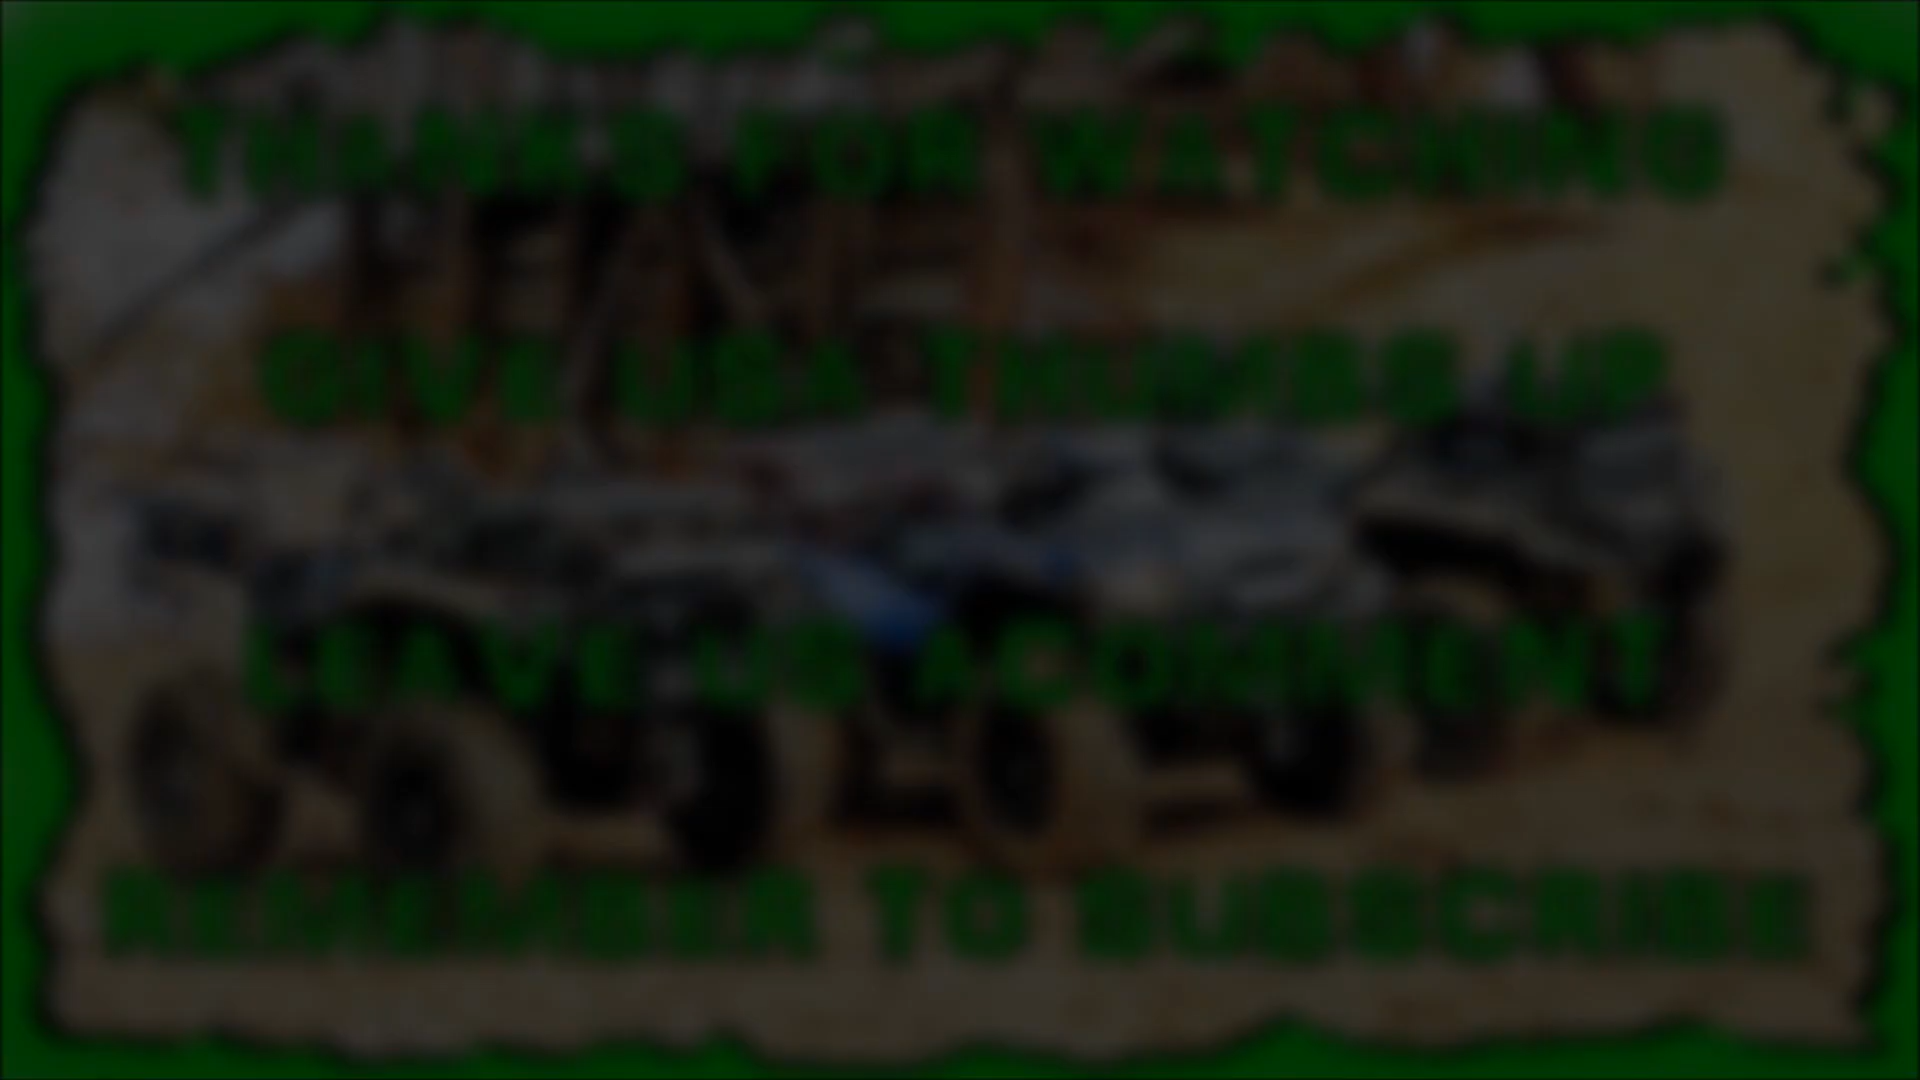 THANKS FOR WATCHING
GIVE US A THUMBS UP
LEAVE US A COMMENT
REMEMBER TO SUBSCRIBE